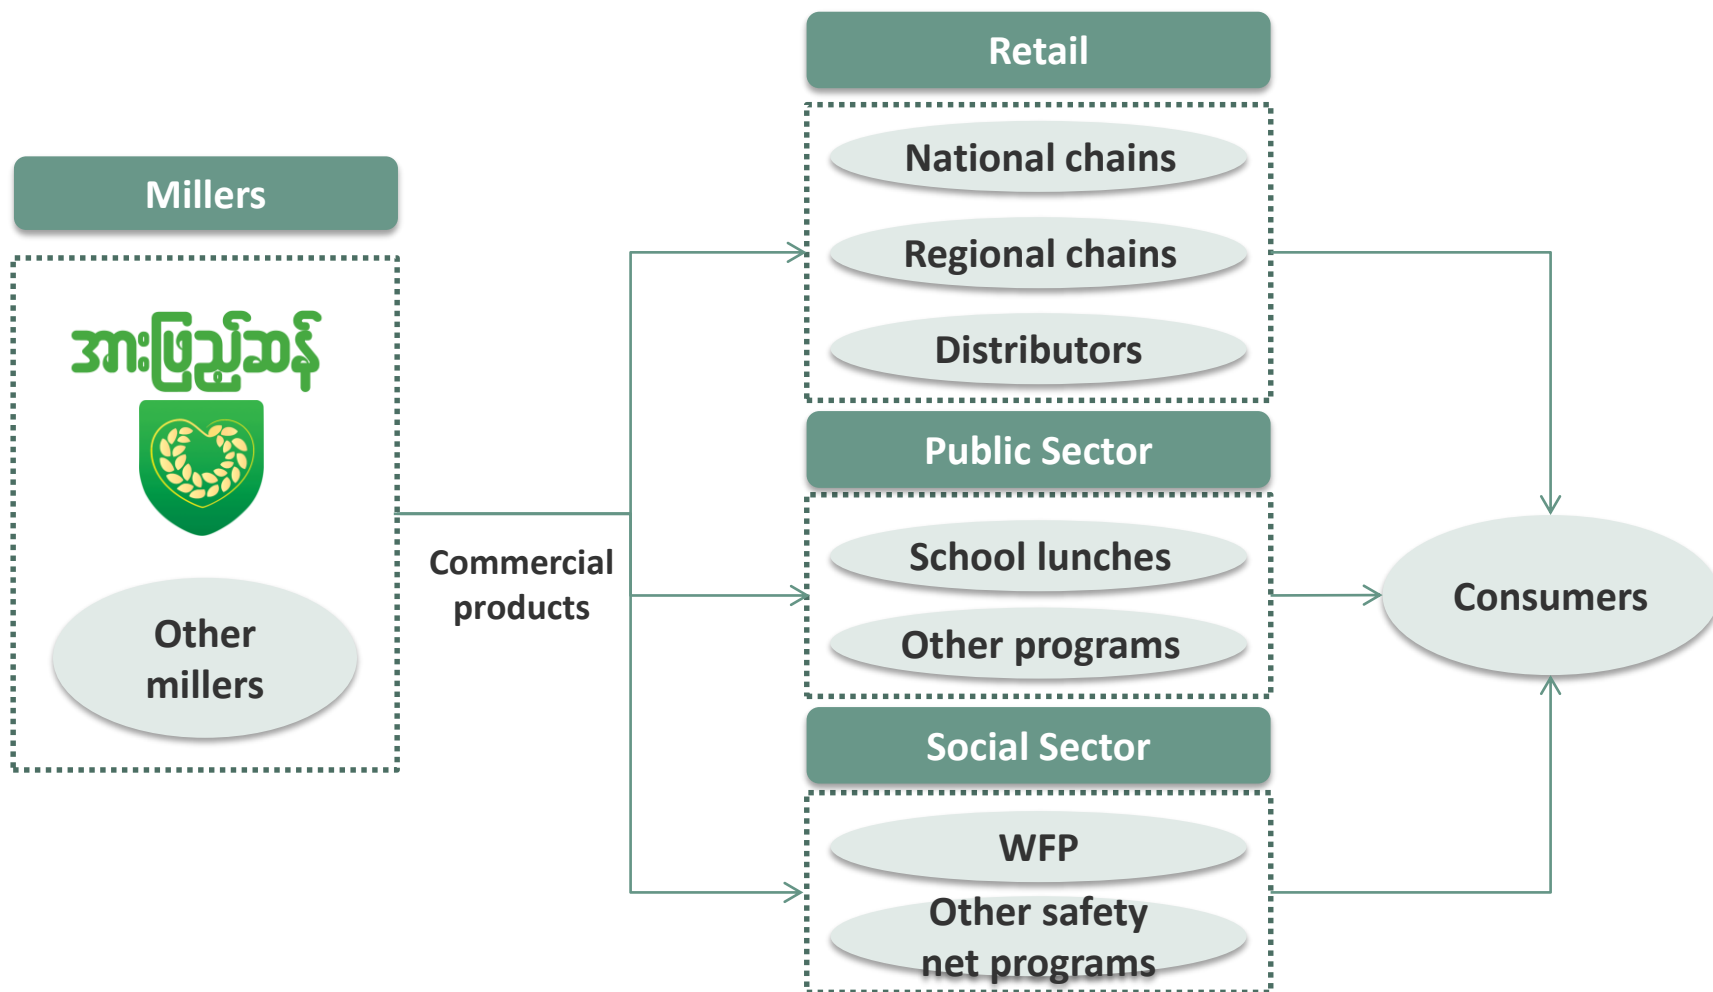 Millers
အားဖြည့်ဆန်
Other
millers
Commercial
products
Retail
National chains
Regional chains
Distributors
Public Sector
School lunches
Other programs
Social Sector
WFP
Other safety
net programs
Consumers